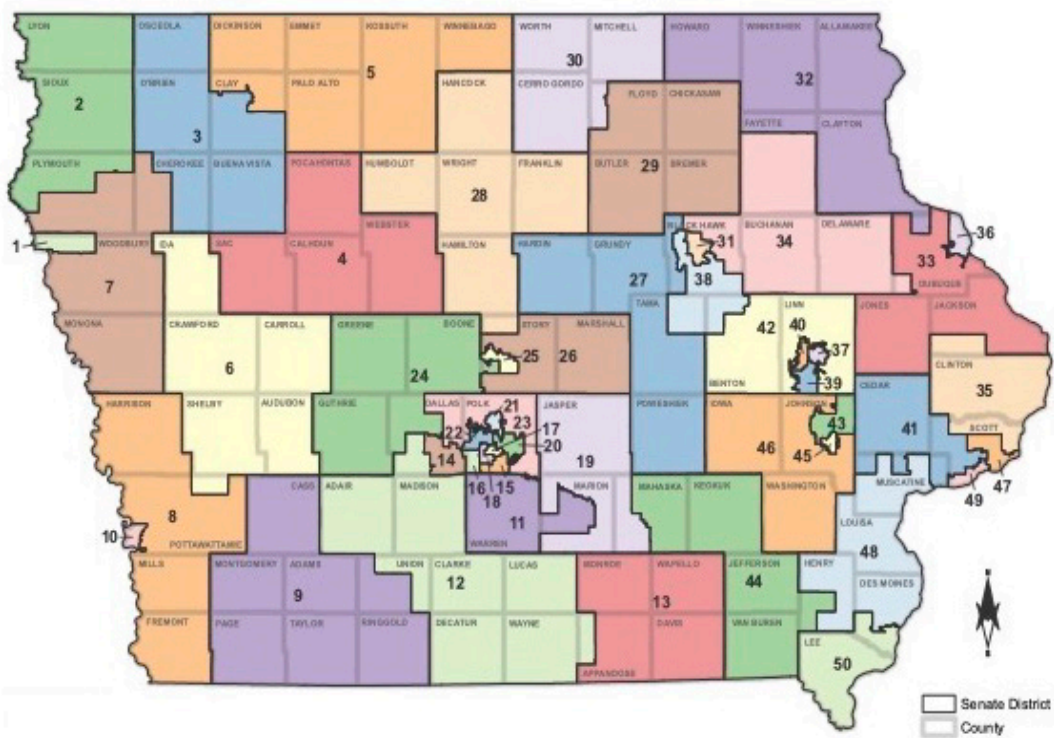 LYON
OSCEOLA
DICKINSON
EMMET
KOSSUTH
WINNEBAGO
WORTH
MITCHELL
HOWARD
WINNESHIEK
ALLAMAKEE
30
5
32
SIOUX
O'BRIEN
CLAY
PALO ALTO
HANCOCK
CERRO GORDO
FLOYD
CHICKASAW
2
3
FAYETTE
CLAYTON
PLYMOUTH
CHEROKEE
BUENA VISTA
POCAHONTAS
HUMBOLDT
WRIGHT
FRANKLIN
BUTLER
BREMER
28
29
1
WOODBURY
IDA
SAC
CALHOUN
WEBSTER
HAMILTON
HARDIN
GRUNDY
31
BUCHANAN
DELAWARE
34
36
33
DUBUQUE
7
4
27
38
MONONA
CRAWFORD
CARROLL
GREENE
BOONE
STORY
MARSHALL
TAMA
LINN
JONES
JACKSON
6
24
25
26
42
40
37
39
BENTON
CLINTON
35
HARRISON
SHELBY
AUDUBON
GUTHRIE
DALLAS
POLK
21
JASPER
POWESHIEK
IOWA
JOHNSON
CEDAR
SCOTT
22
23
17
20
43
41
14
19
46
45
16
15
18
MUSCATINE
47
49
CASS
ADAIR
MADISON
MARION
MAHASKA
KEOKUK
WASHINGTON
8
11
LOUISA
10
POTTAWATTAMIE
WARREN
48
MILLS
MONTGOMERY
ADAMS
UNION
CLARKE
LUCAS
MONROE
WAPELLO
JEFFERSON
HENRY
DES MOINES
9
12
13
44
FREMONT
PAGE
TAYLOR
RINGGOLD
DECATUR
WAYNE
APPANOOSE
DAVIS
VAN BUREN
LEE
50
N
S
Senate District
County